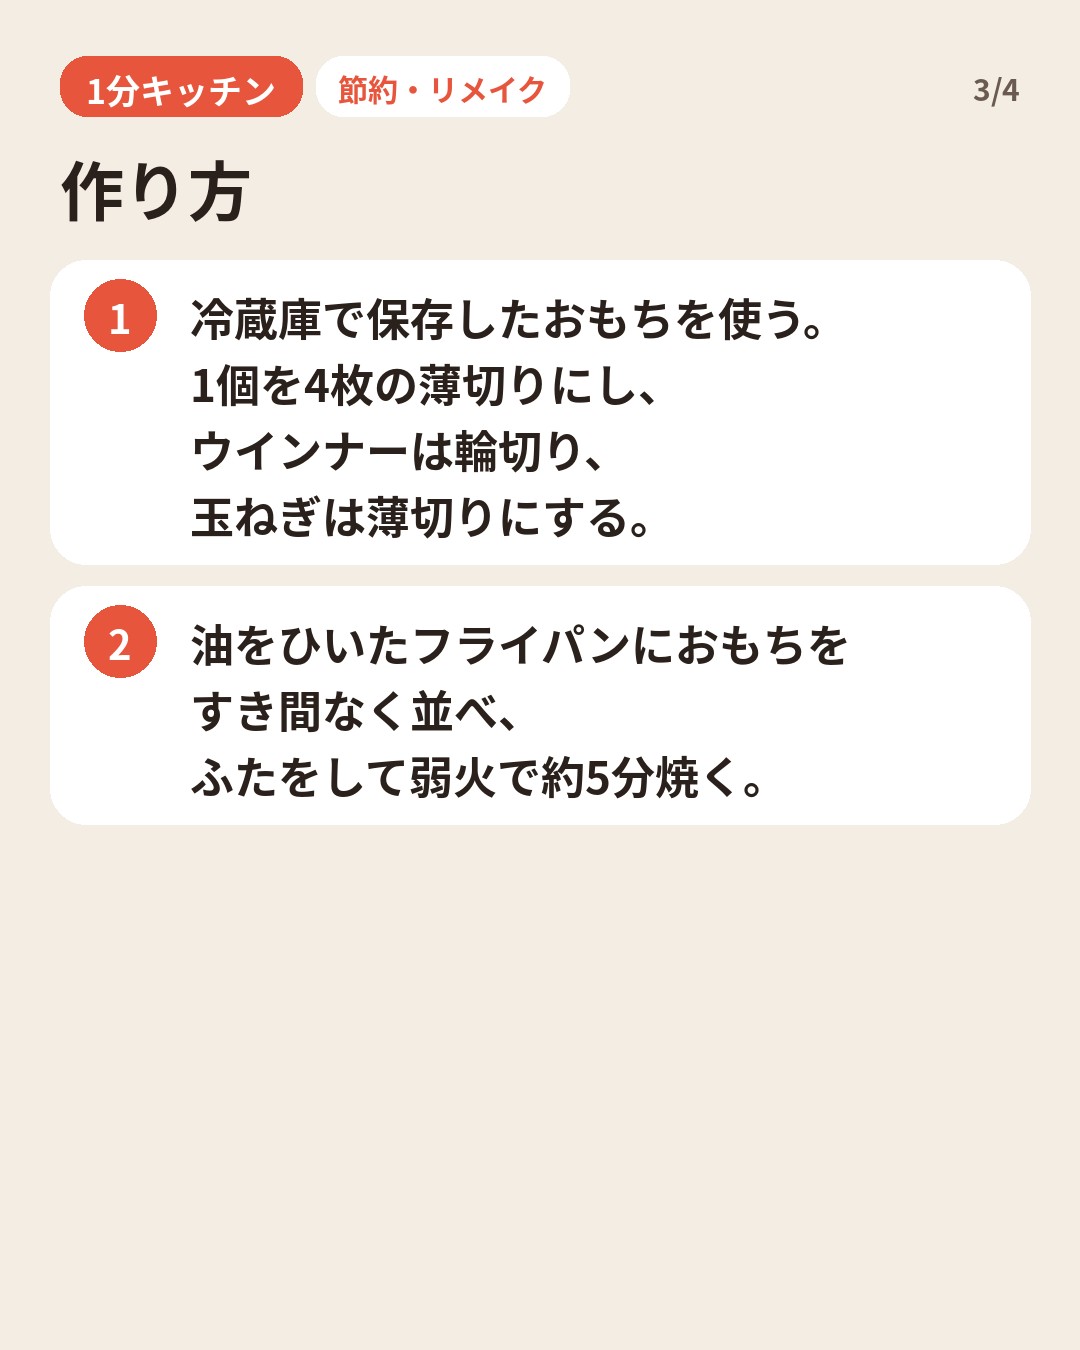 1分キッチン
節約・リメイク
3/4
作り方
1
冷蔵庫で保存したおもちを使う。
1個を4枚の薄切りにし、
ウインナーは輪切り、
玉ねぎは薄切りにする。
2
油をひいたフライパンにおもちを
すき間なく並べ、
ふたをして弱火で約5分焼く。